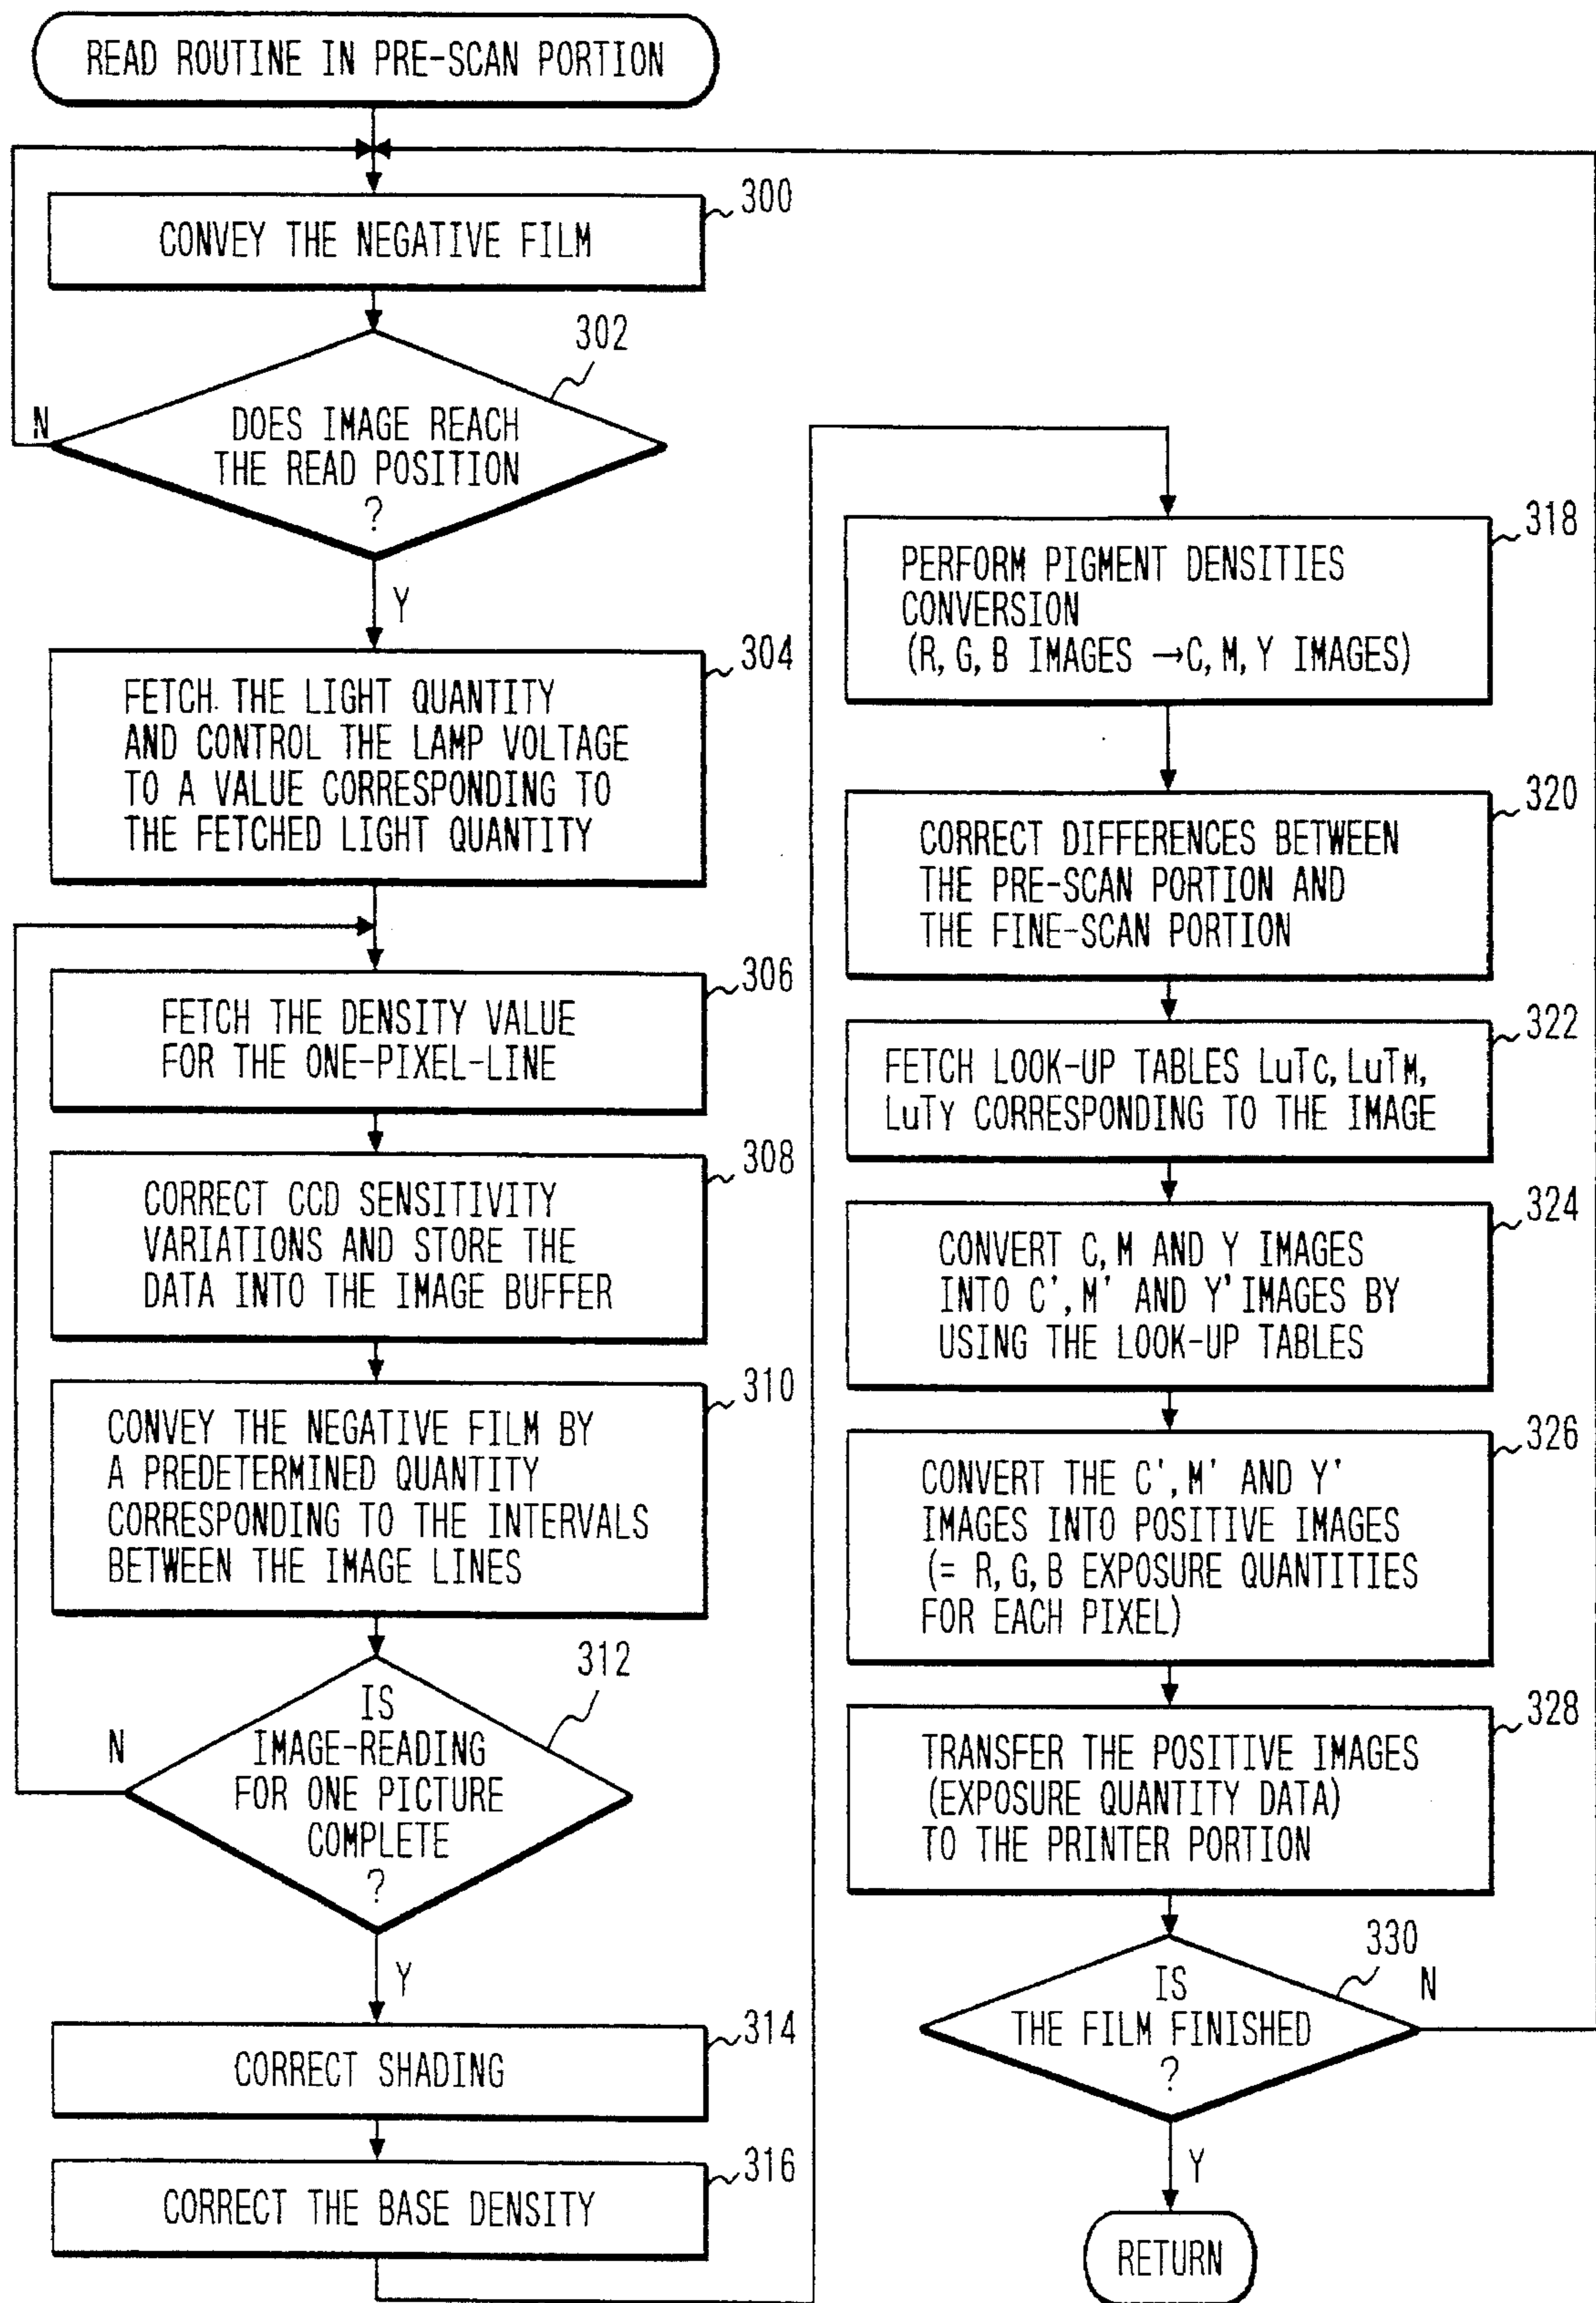 READ ROUTINE IN PRE-SCAN PORTION
300
CONVEY THE NEGATIVE FILM
302
DOES IMAGE REACH
THE READ POSITION
?
N
Y
304
FETCH THE LIGHT QUANTITY
AND CONTROL THE LAMP VOLTAGE
TO A VALUE CORRESPONDING TO
THE FETCHED LIGHT QUANTITY
306
FETCH THE DENSITY VALUE
FOR THE ONE-PIXEL-LINE
308
CORRECT CCD SENSITIVITY
VARIATIONS AND STORE THE
DATA INTO THE IMAGE BUFFER
310
CONVEY THE NEGATIVE FILM BY
A PREDETERMINED QUANTITY
CORRESPONDING TO THE INTERVALS
BETWEEN THE IMAGE LINES
312
IS
IMAGE-READING
FOR ONE PICTURE
COMPLETE
?
N
Y
314
CORRECT SHADING
316
CORRECT THE BASE DENSITY
318
PERFORM PIGMENT DENSITIES
CONVERSION
(R, G, B IMAGES →C, M, Y IMAGES)
320
CORRECT DIFFERENCES BETWEEN
THE PRE-SCAN PORTION AND
THE FINE-SCAN PORTION
322
FETCH LOOK-UP TABLES LuTC, LuTM,
LuTY CORRESPONDING TO THE IMAGE
324
CONVERT C, M AND Y IMAGES
INTO C', M' AND Y' IMAGES BY
USING THE LOOK-UP TABLES
326
CONVERT THE C', M' AND Y'
IMAGES INTO POSITIVE IMAGES
(= R, G, B EXPOSURE QUANTITIES
FOR EACH PIXEL)
328
TRANSFER THE POSITIVE IMAGES
(EXPOSURE QUANTITY DATA)
TO THE PRINTER PORTION
330
IS
THE FILM FINISHED
?
N
Y
RETURN